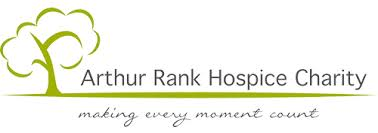 Arthur Rank Hospice Charity
making every moment count